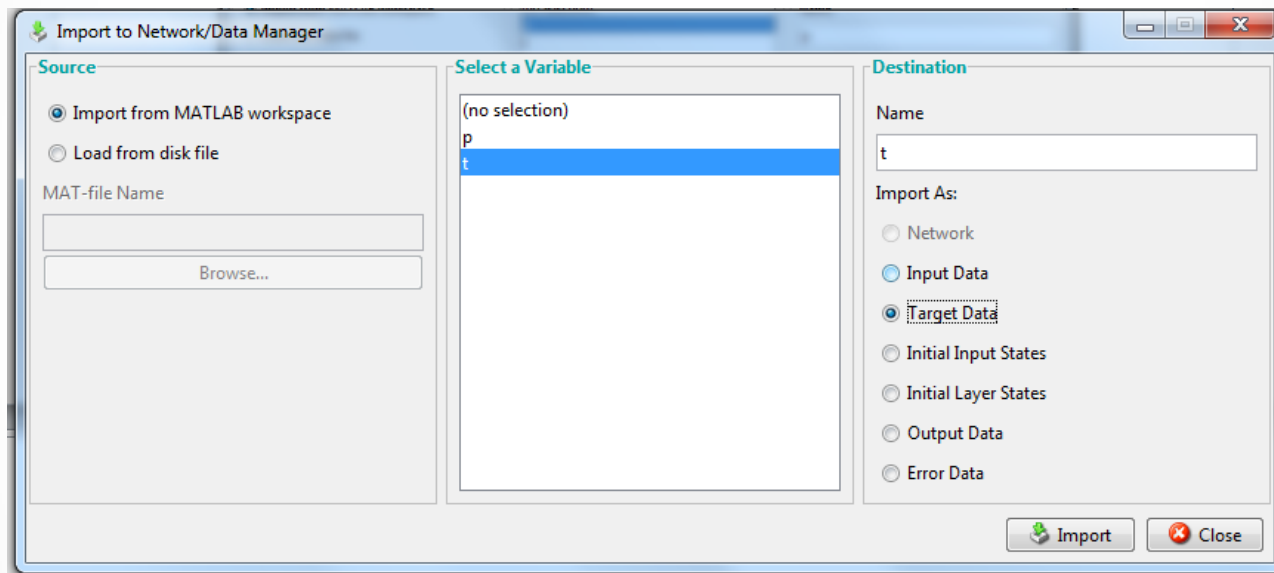 Import to Network/Data Manager
Source
Import from MATLAB workspace
Load from disk file
MAT-file Name
Browse...
Select a Variable
(no selection)
p
t
Destination
Name
t
Import As:
Network
Input Data
Target Data
Initial Input States
Initial Layer States
Output Data
Error Data
Import
Close